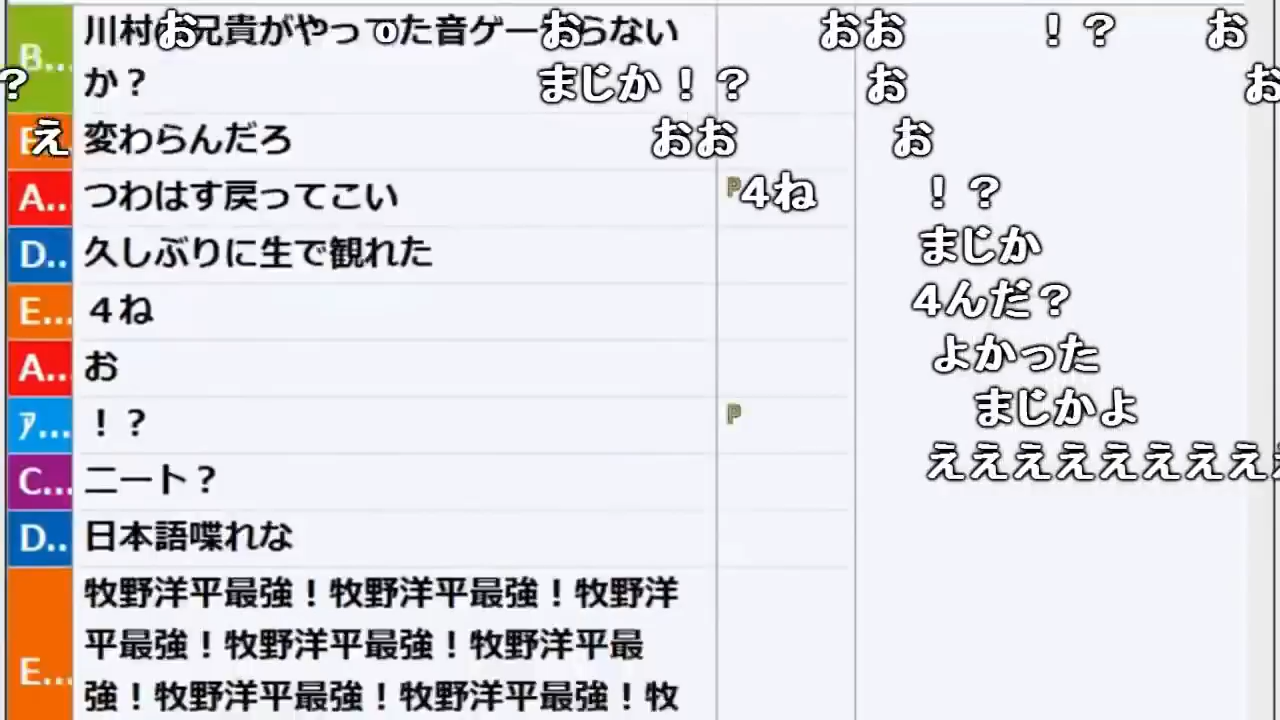 B... 川村の兄貴がやってた音ゲー
らない
か？
え 変わらんだろ
A... つわはす戻ってこい P
D.. 久しぶりに生で観れた
E... 4ね
A... お
ｱ... ！？ P
C... ニート？
D.. 日本語喋れな
牧野洋平最強！牧野洋平最強！牧野洋
平最強！牧野洋平最強！牧野洋平最
E... 強！牧野洋平最強！牧野洋平最強！牧
お o お おお ！？ お
？ まじか！？ お お
おお お
4ね ！？
まじか
4んだ？
よかった
まじかよ
えええええええええ